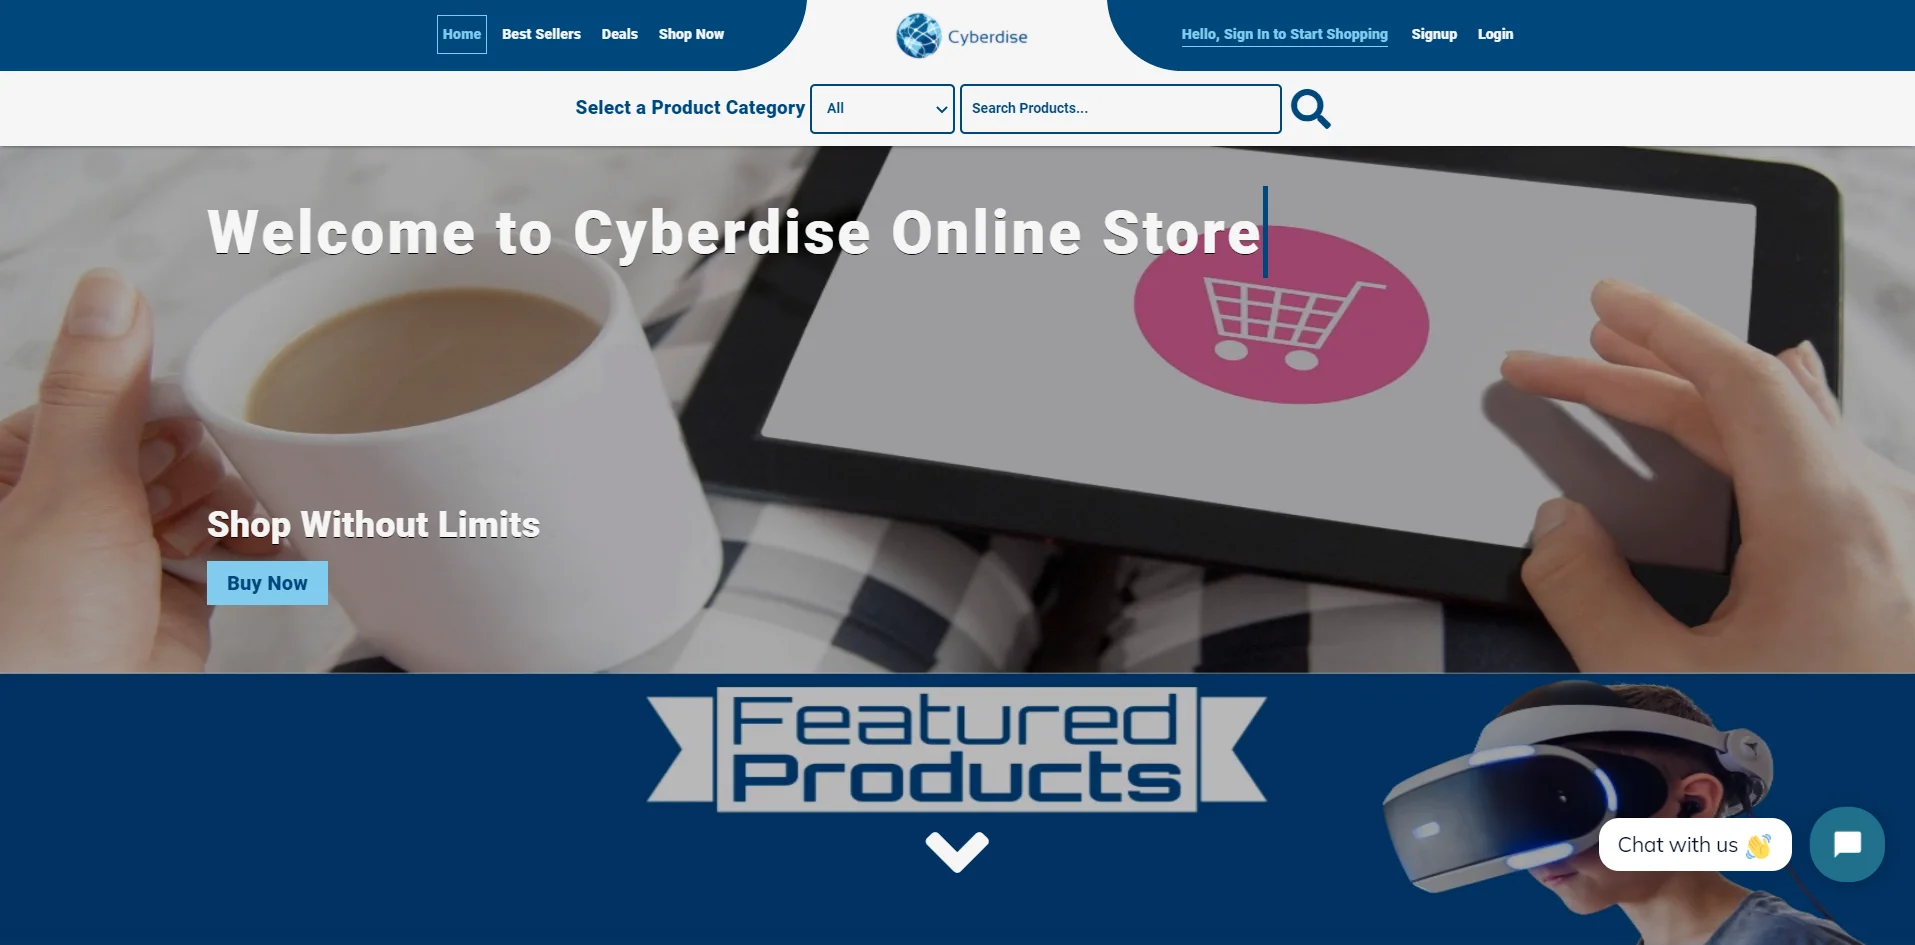 Home Best Sellers Deals Shop Now Cyberdise Hello, Sign In to Start Shopping Signup Login
Select a Product Category All Search Products...
Welcome to Cyberdise Online Store
Shop Without Limits
Buy Now
Featured
Products
Chat with us 👋